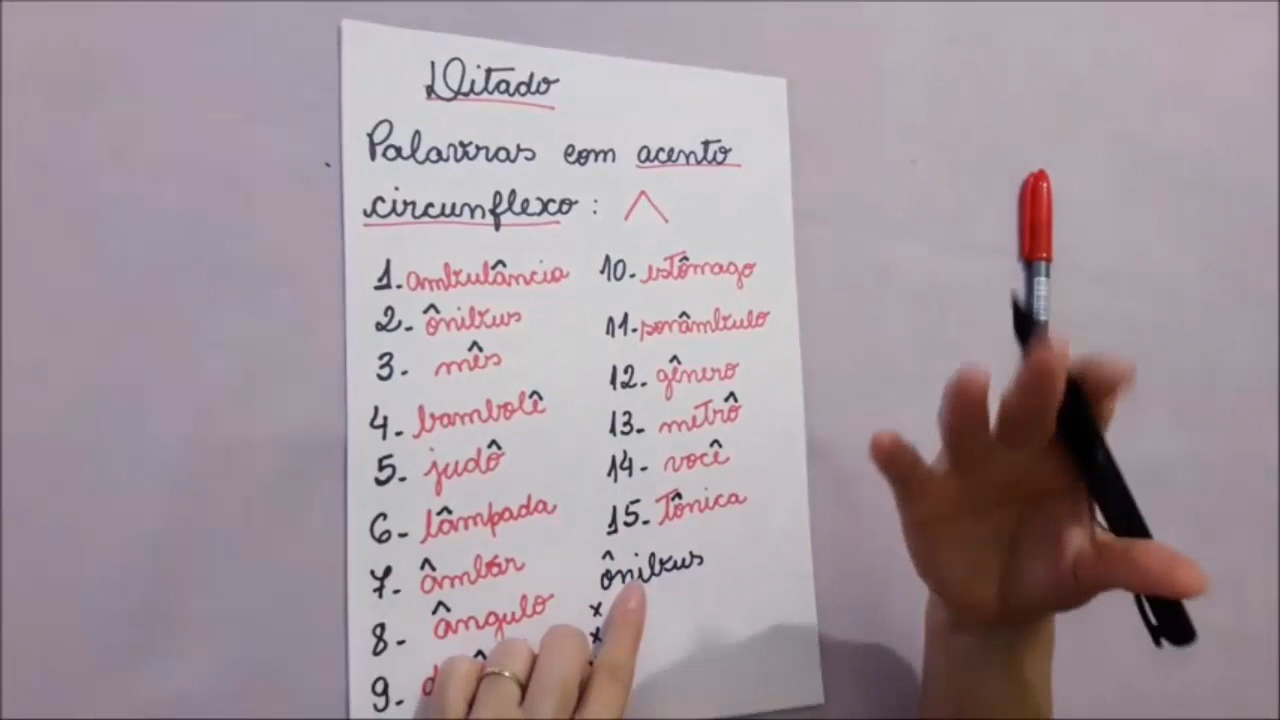 Ditado
Palavras com acento
circunflexo: ^
1. ambulância
2. ônibus
3. mês
4. bambolê
5. judô
6. lâmpada
7. âmbar
8. ângulo
9.
10. estômago
11. sonâmbulo
12. gênero
13. metrô
14. você
15. tônica
ônibus
x
x